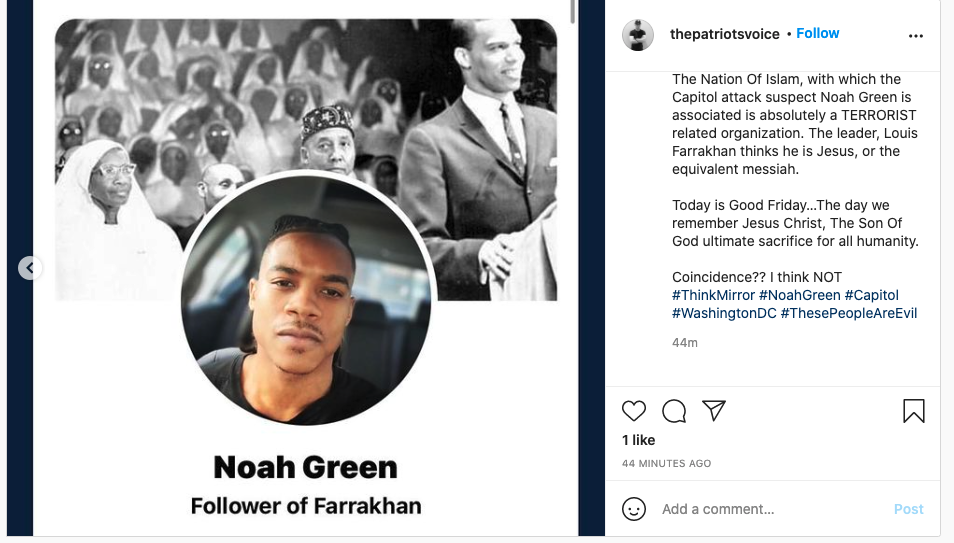 thepatriotsvoice • Follow
The Nation Of Islam, with which the
Capitol attack suspect Noah Green is
associated is absolutely a TERRORIST
related organization. The leader, Louis
Farrakhan thinks he is Jesus, or the
equivalent messiah.
Today is Good Friday...The day we
remember Jesus Christ, The Son Of
God ultimate sacrifice for all humanity.
Coincidence?? I think NOT
#ThinkMirror #NoahGreen #Capitol
#WashingtonDC #ThesePeopleAreEvil
44m
1 like
44 MINUTES AGO
Add a comment...
Post
Noah Green
Follower of Farrakhan